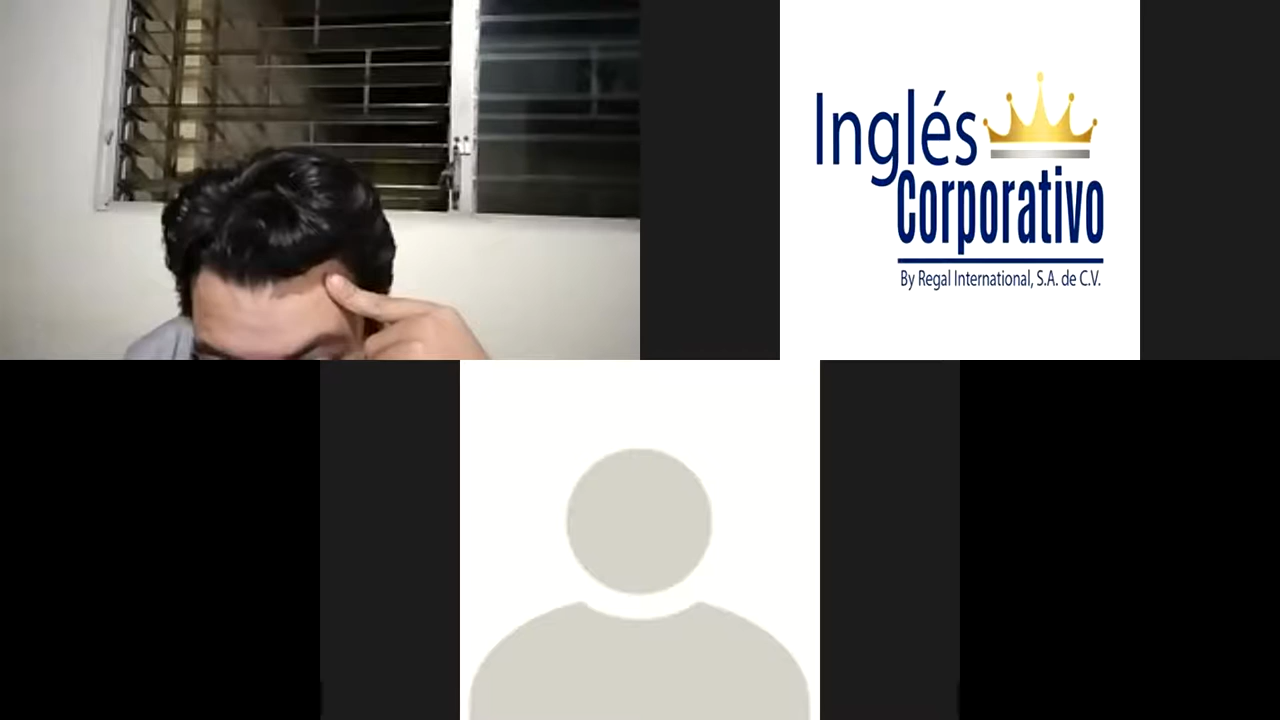 Inglés
Corporativo
By Regal International, S.A. de C.V.